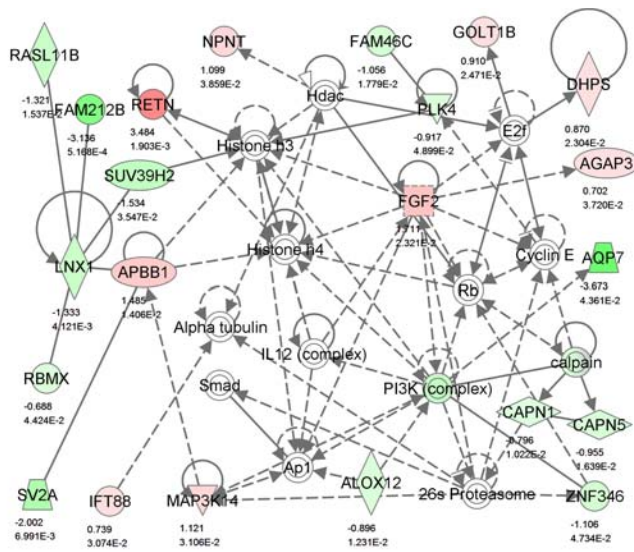 RASL11B
-1.321
1.537E-2
FAM212B
-3.136
5.168E-4
RETN
3.484
1.903E-3
NPNT
1.099
3.859E-2
FAM46C
-1.056
1.779E-2
GOLT1B
0.910
2.471E-2
DHPS
0.870
2.304E-2
Hdac
PLK4
-0.917
4.899E-2
E2f
Histone h3
SUV39H2
-1.534
3.547E-2
AGAP3
0.702
3.720E-2
FGF2
2.321E-2
LNX1
-1.333
4.121E-3
APBB1
1.485
1.406E-2
Histone h4
Rb
Cyclin E
AQP7
-3.673
4.361E-2
Alpha tubulin
IL12 (complex)
RBMX
-0.688
4.424E-2
Smad
PI3K (complex)
calpain
CAPN1
-0.796
1.022E-2
CAPN5
-0.955
1.639E-2
SV2A
-2.002
6.991E-3
IFT88
0.739
3.074E-2
MAP3K14
1.121
3.106E-2
Ap1
ALOX12
-0.896
1.231E-2
26s Proteasome
ZNF346
-1.106
4.734E-2